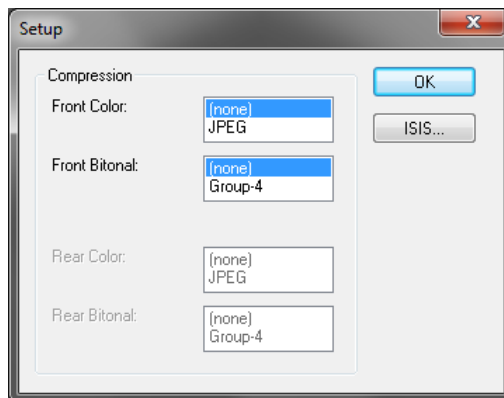 Setup
Compression
Front Color:
(none)
JPEG
Front Bitonal:
(none)
Group-4
Rear Color:
(none)
JPEG
Rear Bitonal:
(none)
Group-4
OK
ISIS...